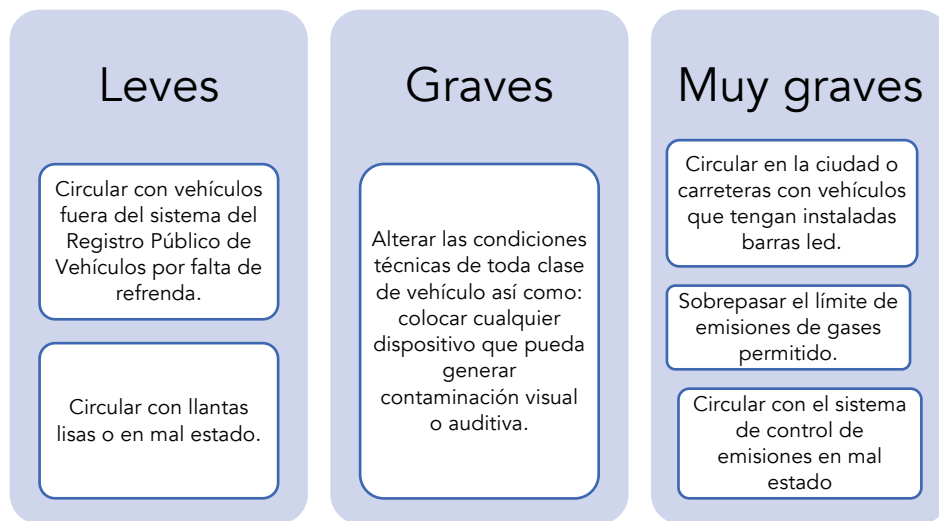 Leves
Circular con vehículos
fuera del sistema del
Registro Público de
Vehículos por falta de
refrenda.
Circular con llantas
lisas o en mal estado.
Graves
Alterar las condiciones
técnicas de toda clase
de vehículo así como:
colocar cualquier
dispositivo que pueda
generar
contaminación visual
o auditiva.
Muy graves
Circular en la ciudad o
carreteras con vehículos
que tengan instaladas
barras led.
Sobrepasar el límite de
emisiones de gases
permitido.
Circular con el sistema
de control de
emisiones en mal
estado